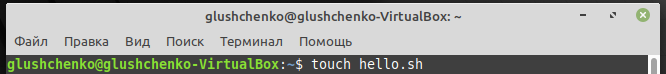 glushchenko@glushchenko-VirtualBox: ~
Файл Правка Вид Поиск Терминал Помощь
glushchenko@glushchenko-VirtualBox:~$ touch hello.sh